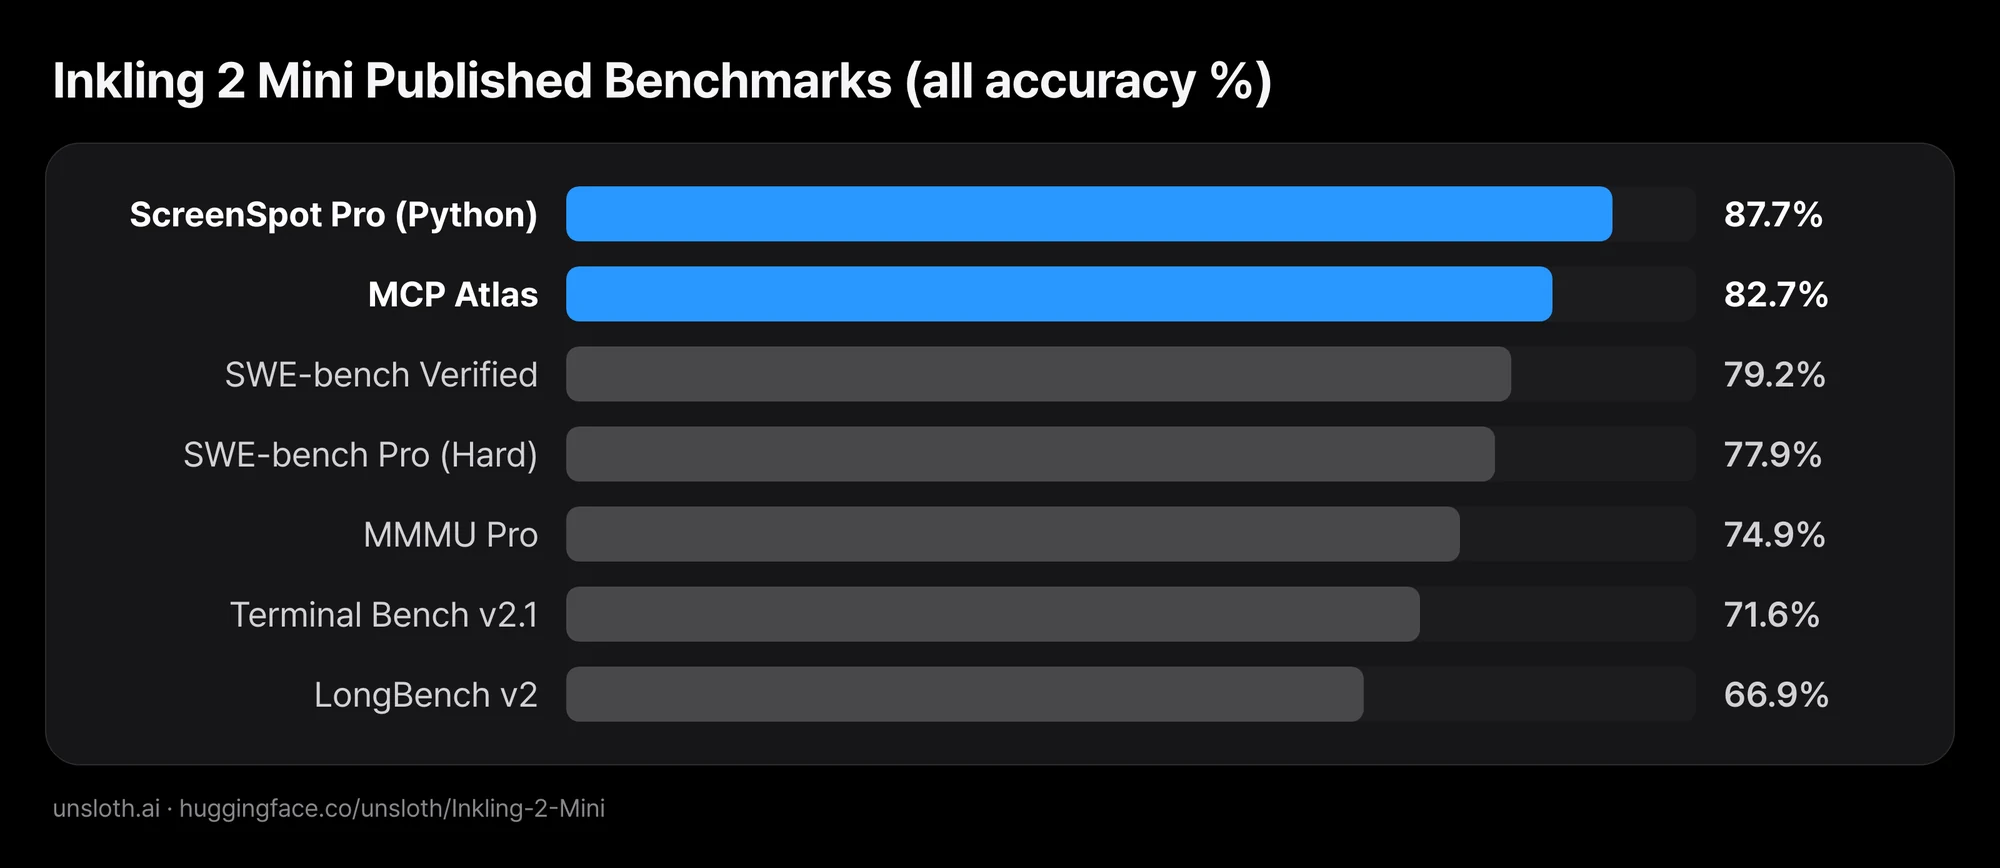 Inkling 2 Mini Published Benchmarks (all accuracy %)
ScreenSpot Pro (Python) 87.7%
MCP Atlas 82.7%
SWE-bench Verified 79.2%
SWE-bench Pro (Hard) 77.9%
MMMU Pro 74.9%
Terminal Bench v2.1 71.6%
LongBench v2 66.9%
unsloth.ai · huggingface.co/unsloth/Inkling-2-Mini